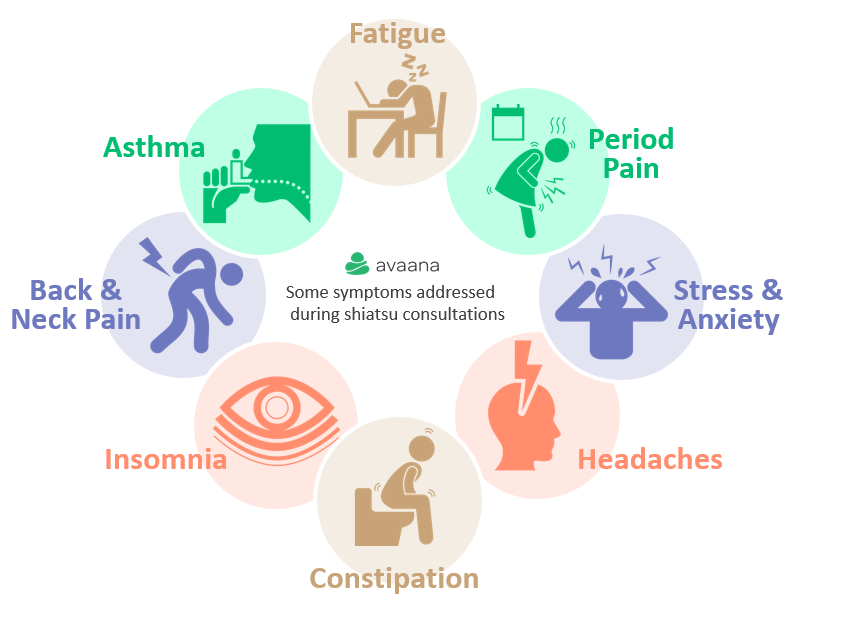 Fatigue
Asthma
Period
Pain
avaana
Some symptoms addressed
during shiatsu consultations
Back &
Neck Pain
Stress &
Anxiety
Insomnia
Headaches
Constipation